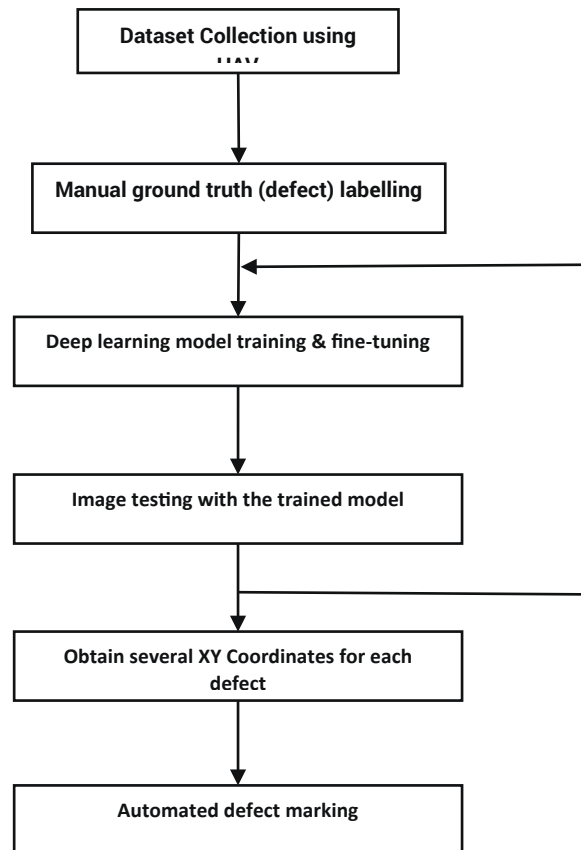 Dataset Collection using
UAV
Manual ground truth (defect) labelling
Deep learning model training & fine-tuning
Image testing with the trained model
Obtain several XY Coordinates for each
defect
Automated defect marking